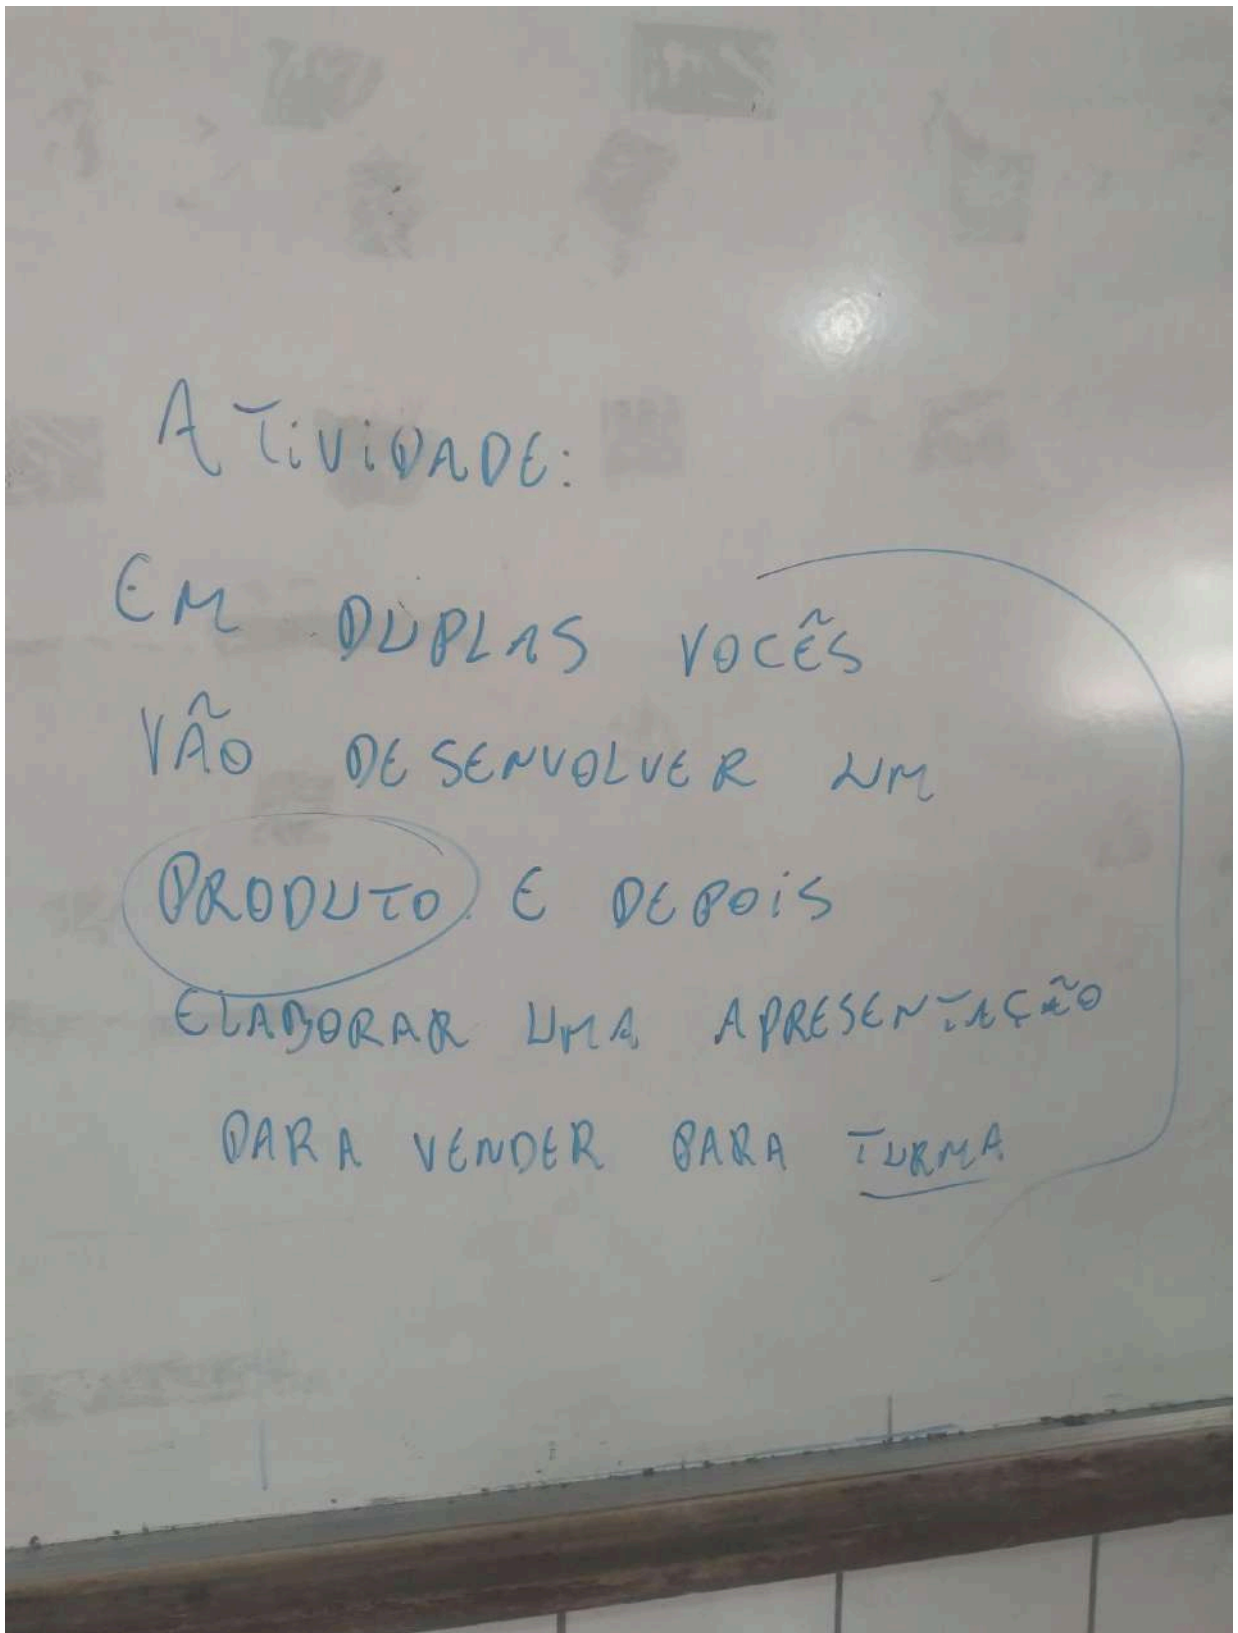 ATIVIDADE:
EM DUPLAS VOCÊS
VÃO DESENVOLVER UM
PRODUTO E DEPOIS
ELABORAR UMA APRESENTAÇÃO
PARA VENDER PARA TURMA